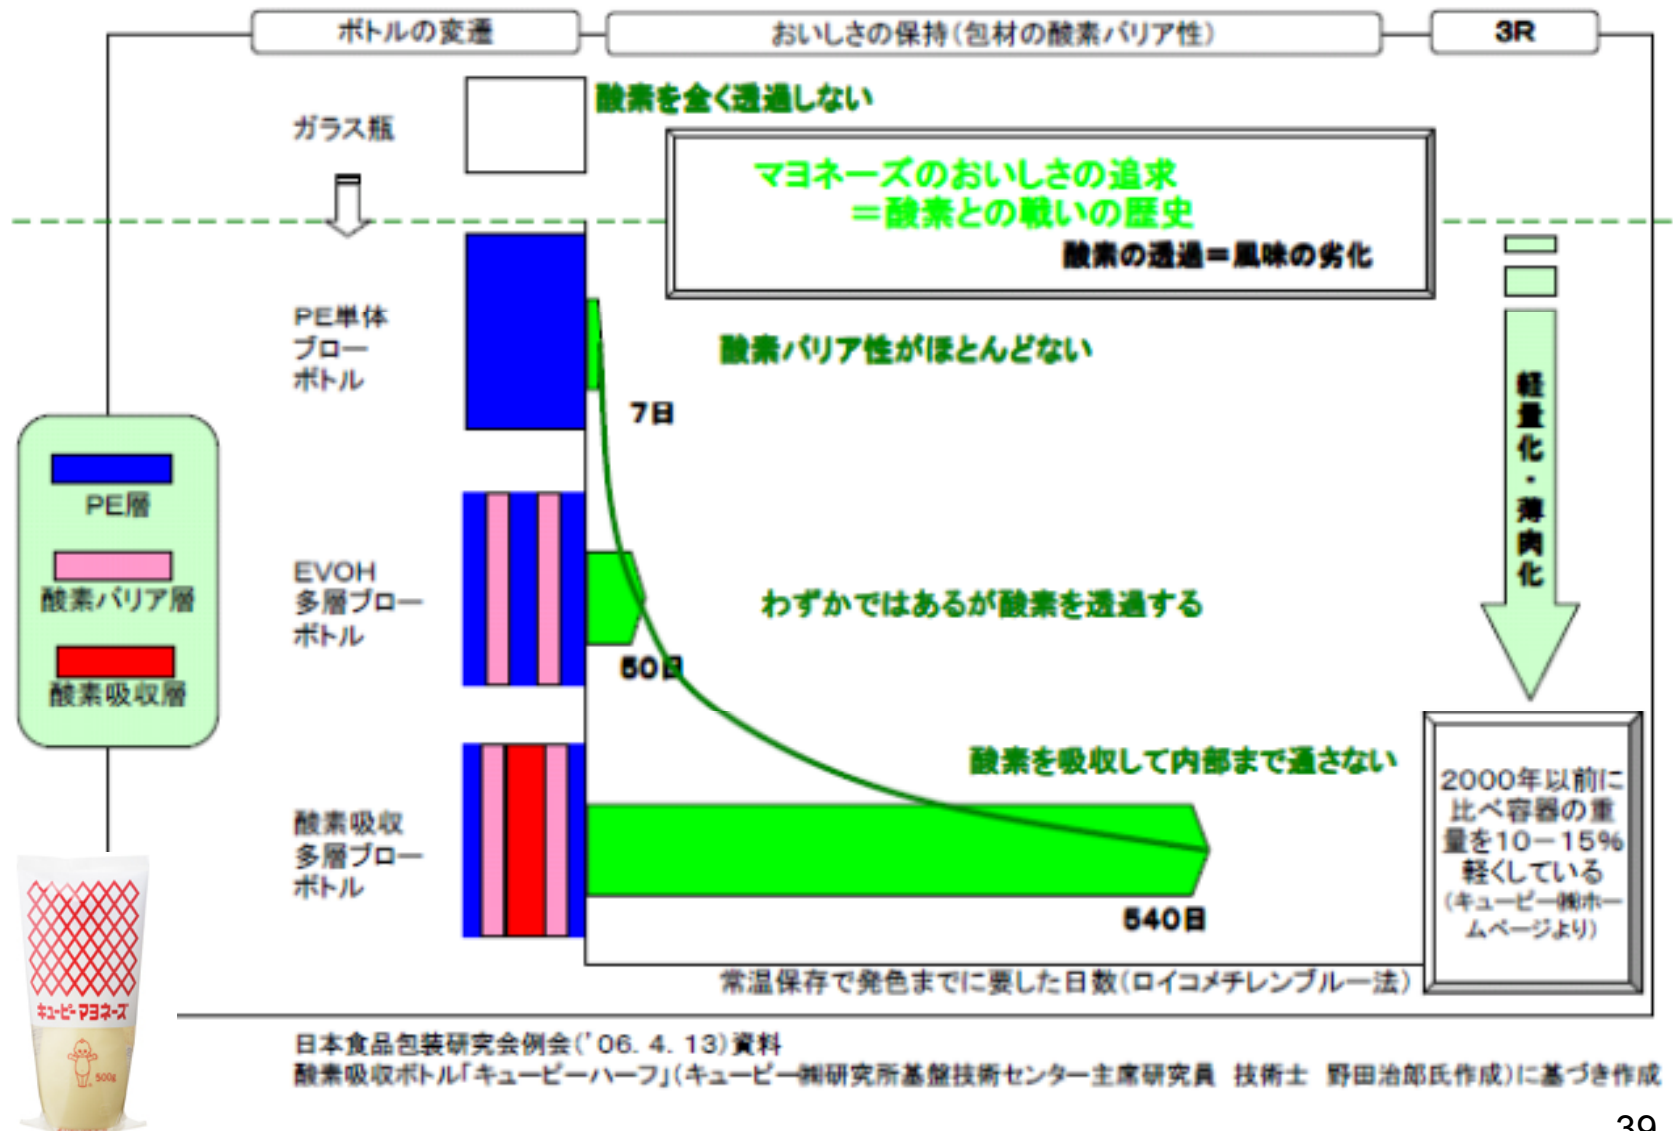 ボトルの変遷
おいしさの保持(包材の酸素バリア性)
3R
ガラス瓶
酸素を全く透過しない
マヨネーズのおいしさの追求
=酸素との戦いの歴史
酸素の透過=風味の劣化
PE単体
ブロー
ボトル
酸素バリア性がほとんどない
7日
軽量化・薄肉化
PE層
酸素バリア層
酸素吸収層
EVOH
多層ブロー
ボトル
わずかではあるが酸素を透過する
50日
酸素を吸収して内部まで通さない
酸素吸収
多層ブロー
ボトル
540日
2000年以前に
比べ容器の重
量を10-15%
軽くしている
(キューピー㈱ホー
ムページより)
常温保存で発色までに要した日数(ロイコメチレンブルー法)
キユーピー マヨネーズ
500g
日本食品包装研究会例会('06. 4. 13)資料
酸素吸収ボトル「キューピーハーフ」(キューピー㈱研究所基盤技術センター主席研究員 技術士 野田治郎氏作成)に基づき作成
39